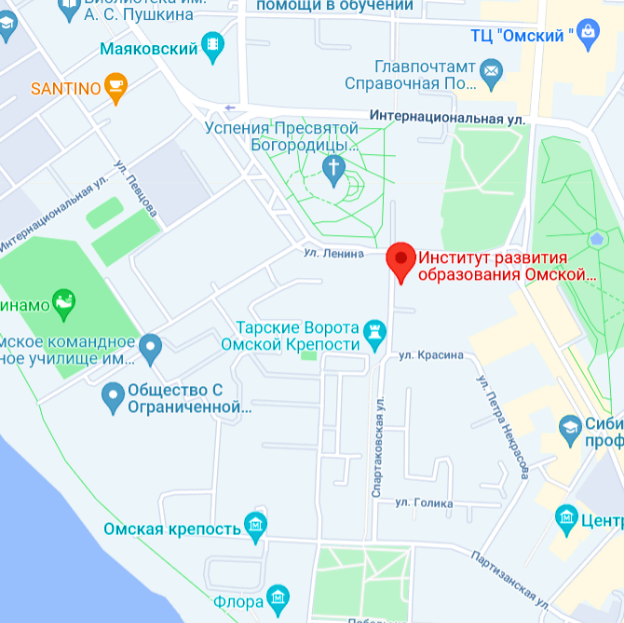 Библиотека им.
А. С. Пушкина
помощи в обучении
ТЦ "Омский "
Маяковский
Главпочтамт
Справочная По...
SANTINO
Интернациональная ул.
Успения Пресвятой
Богородицы...
ул. Певцова
Интернациональная ул.
ул. Ленина
Институт развития
образования Омской...
инамо
Тарские Ворота
Омской Крепости
мское командное
ное училище им...
ул. Красина
Общество С
Ограниченной...
ул. Петра Некрасова
Спартаковская ул.
Сиби
проф
ул. Голика
Центр
Омская крепость
Партизанская ул.
Флора